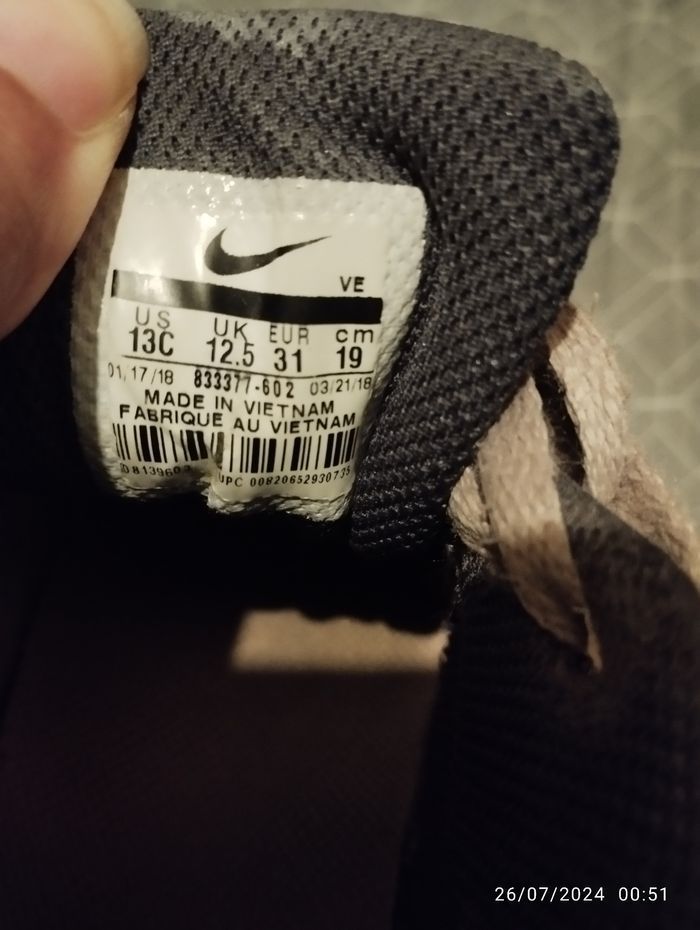 VE
US UK EUR cm
13C 12.5 31 19
01/17/18 833377-602 03/21/18
MADE IN VIETNAM
FABRIQUE AU VIETNAM
UPC 00820652930735
26/07/2024 00:51